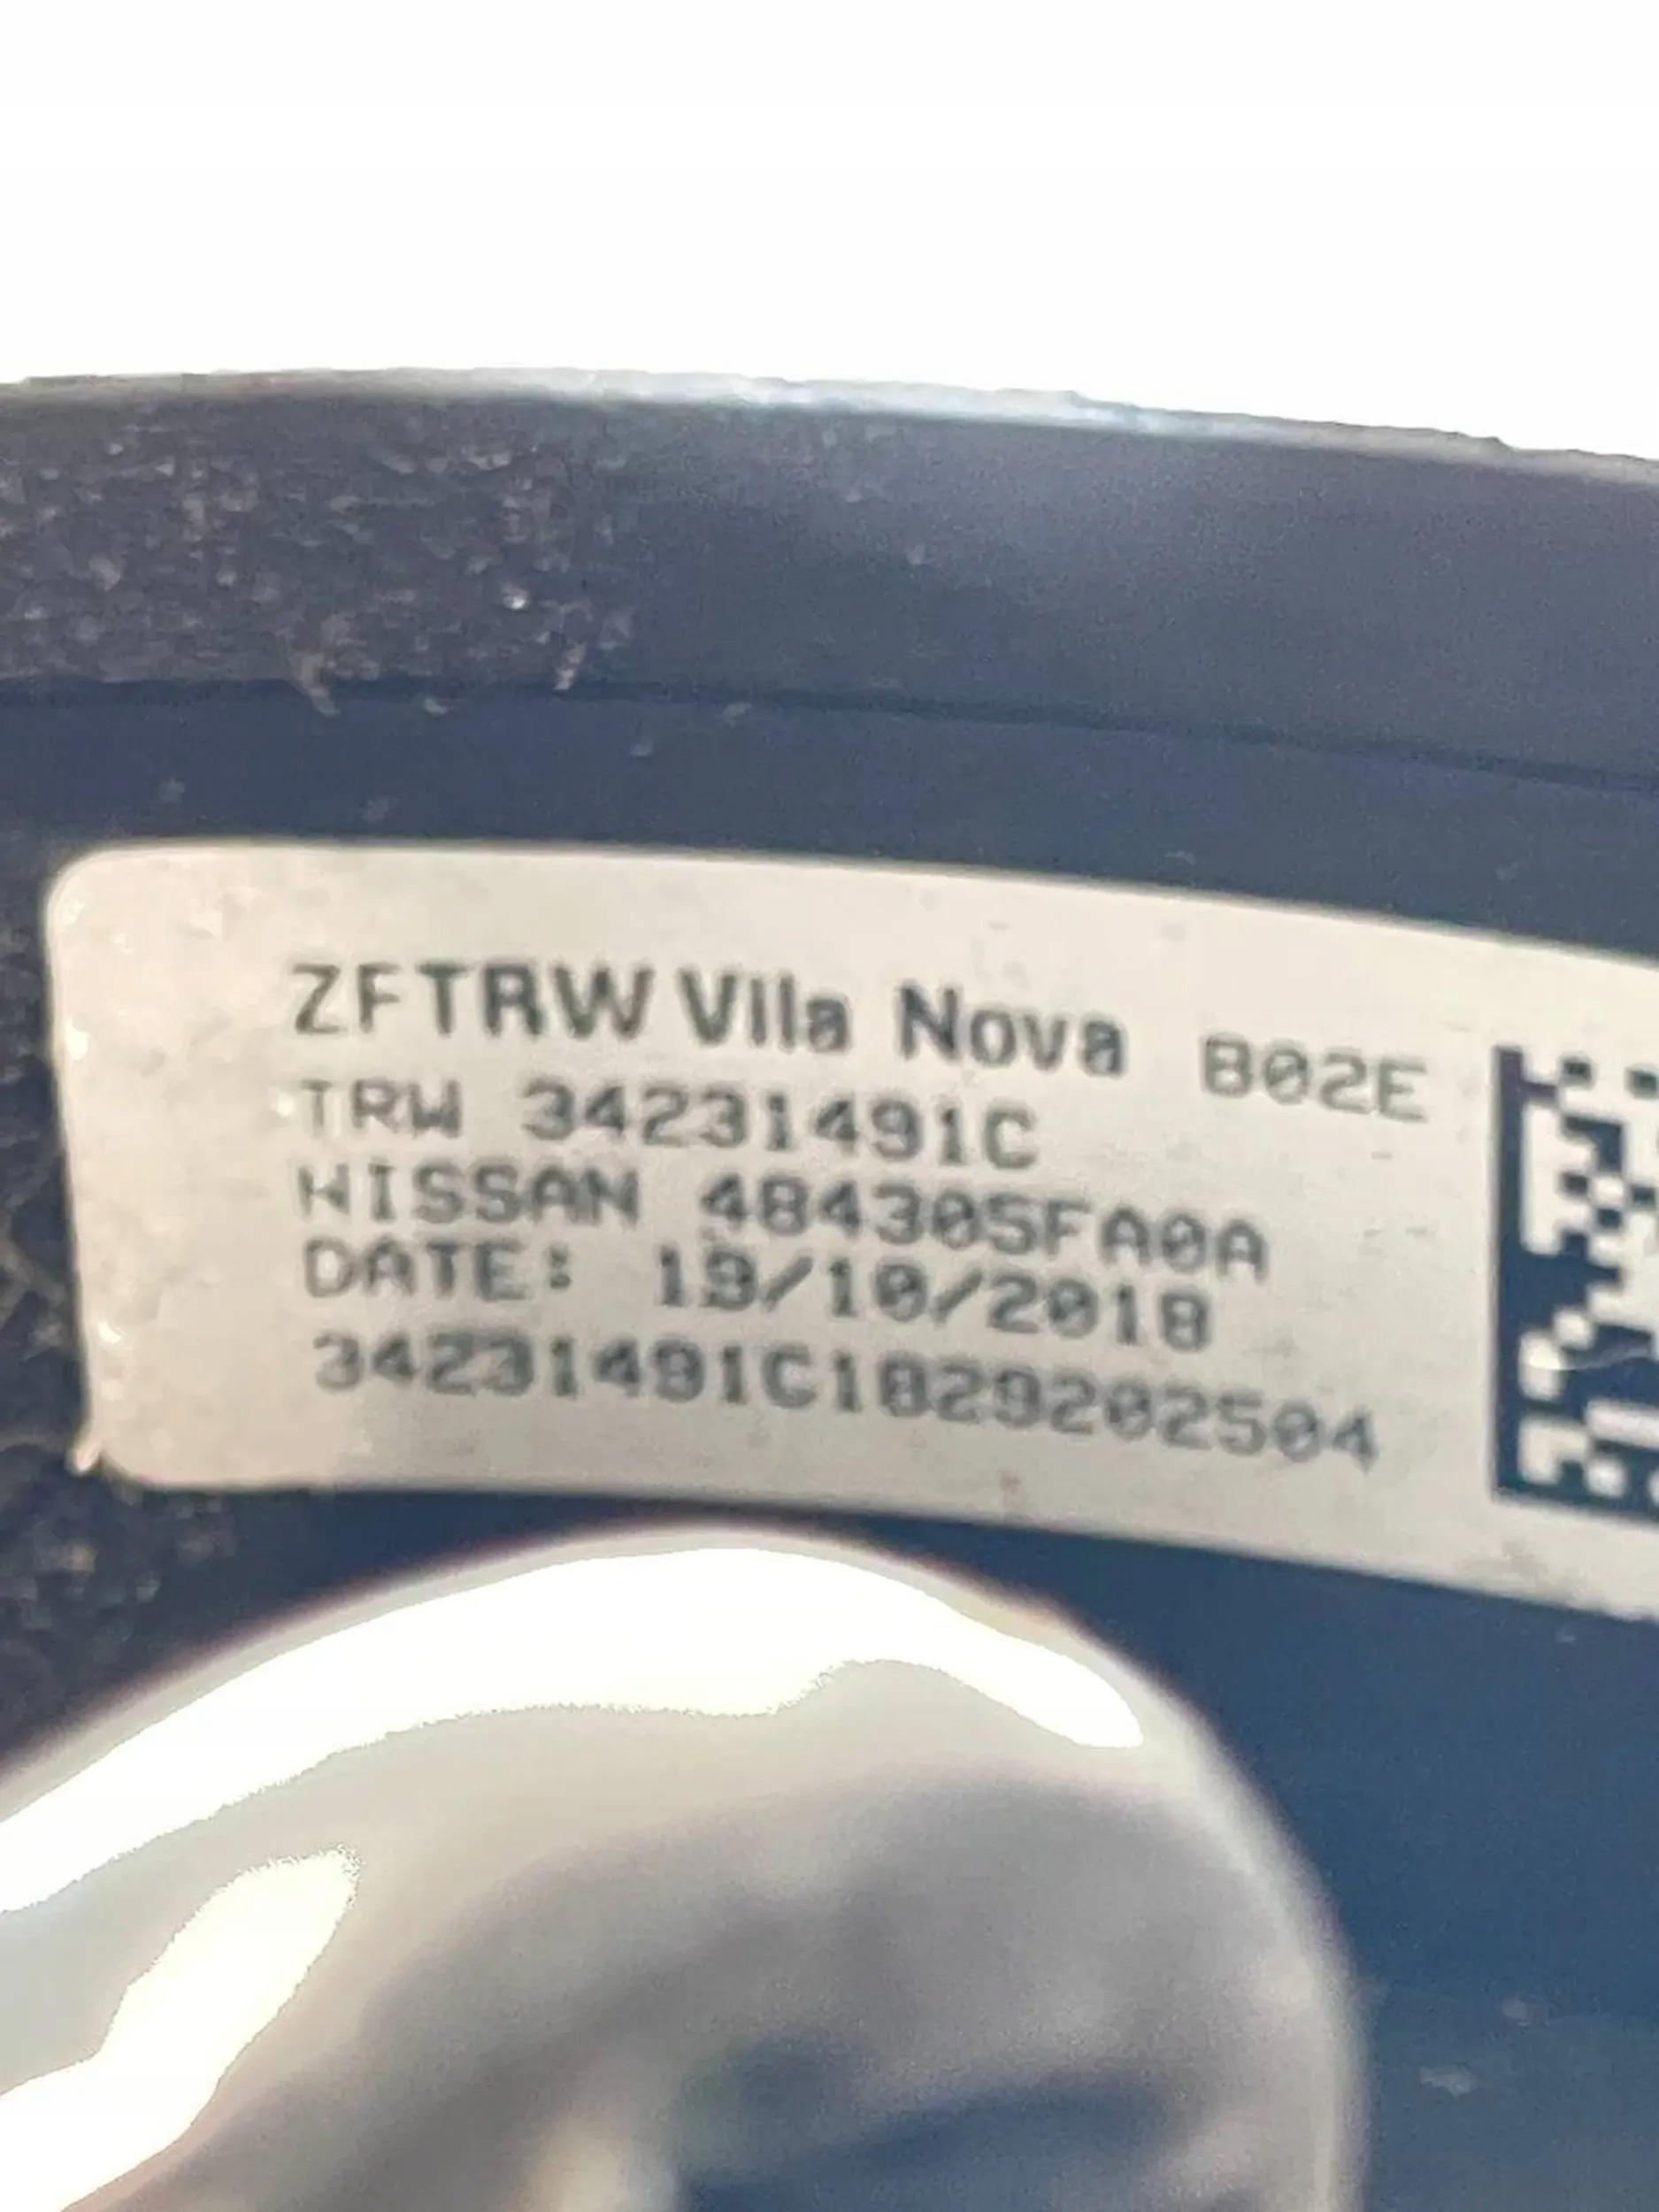 ZFTRW Vila Nova B02E
TRW 34231491C
NISSAN 484305FA0A
DATE: 19/10/2018
34231491C1829202504